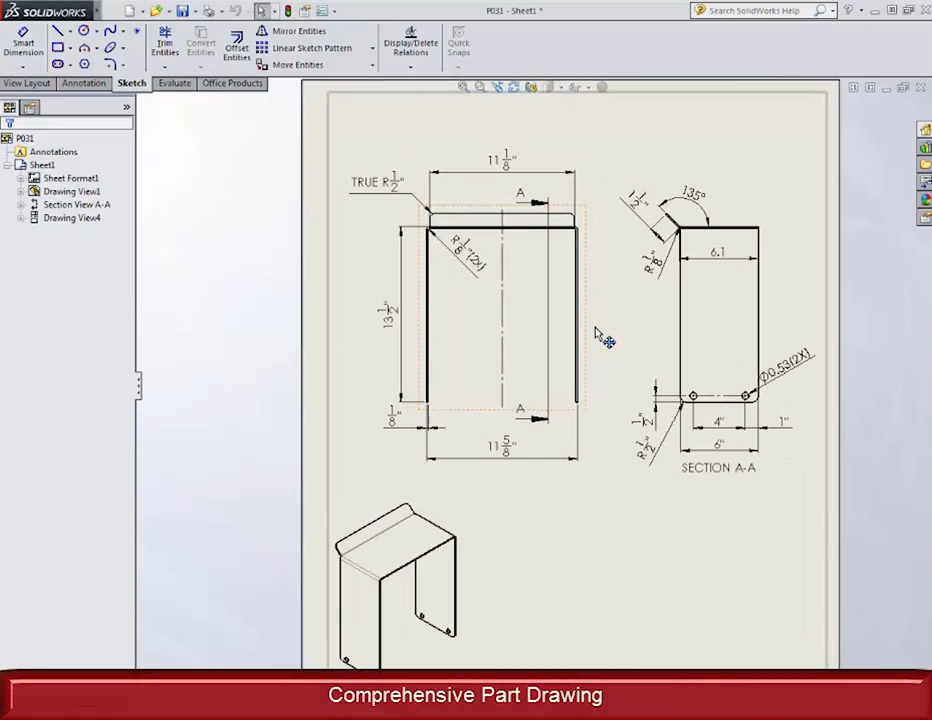 SOLIDWORKS
P031 - Sheet1 *
Search SolidWorks Help
Smart Dimension
Trim Entities
Convert Entities
Offset Entities
Mirror Entities
Linear Sketch Pattern
Move Entities
Display/Delete Relations
Quick Snaps
View Layout
Annotation
Sketch
Evaluate
Office Products
P031
Annotations
Sheet1
Sheet Format1
Drawing View1
Section View A-A
Drawing View4
11 1/8"
TRUE R1/2"
A
R1/8"(2X)
13 1/2"
1/8"
A
11 5/8"
1 1/2"
135°
R1/8"
6.1
Ø0.53(2X)
1/2"
R1/2"
4"
1"
6"
SECTION A-A
Comprehensive Part Drawing